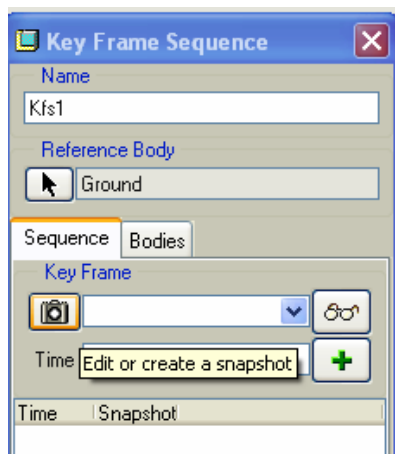 Key Frame Sequence
Name
Kfs1
Reference Body
Ground
Sequence Bodies
Key Frame
Time Edit or create a snapshot
Time Snapshot